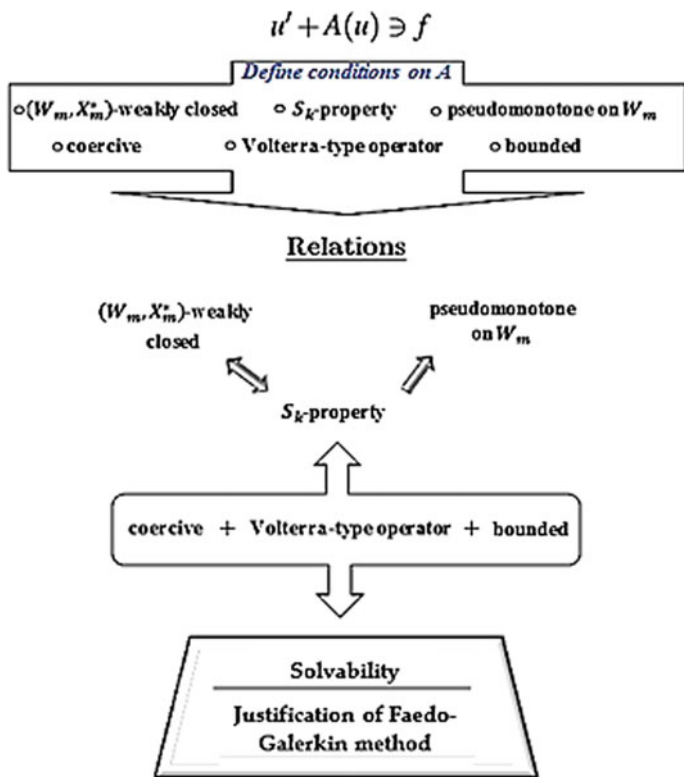 u′ + A(u) ∋ f
Define conditions on A
○(W_m, X_m^*)-weakly closed ○ S_k-property ○ pseudomonotone on W_m
○ coercive ○ Volterra-type operator ○ bounded
Relations
(W_m, X_m^*)-weakly
closed
pseudomonotone
on W_m
S_k-property
coercive + Volterra-type operator + bounded
Solvability
Justification of Faedo-
Galerkin method